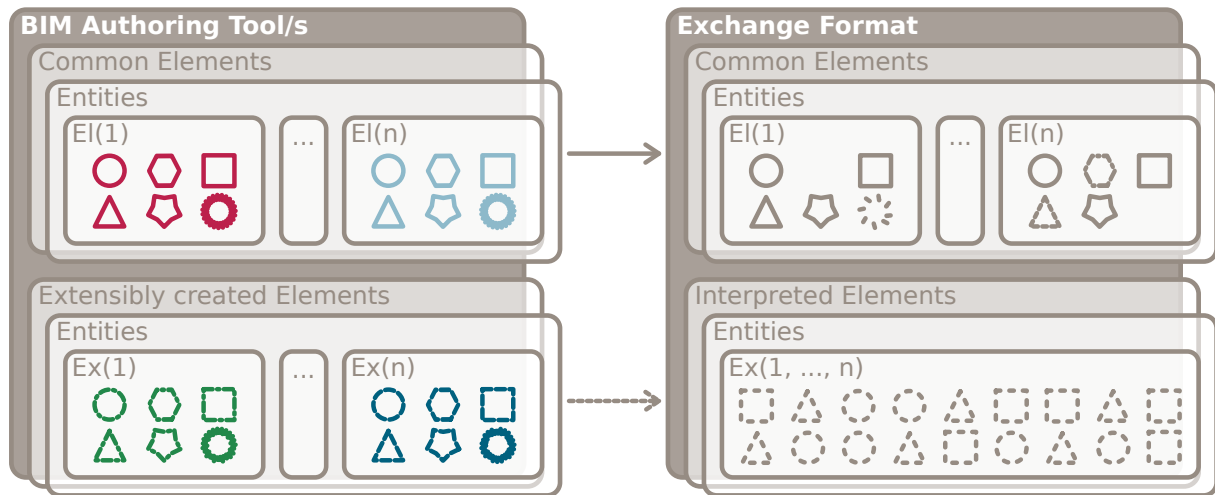 BIM Authoring Tool/s
Common Elements
Entities
El(1)
...
El(n)
Extensibly created Elements
Entities
Ex(1)
...
Ex(n)
Exchange Format
Common Elements
Entities
El(1)
...
El(n)
Interpreted Elements
Entities
Ex(1, ..., n)